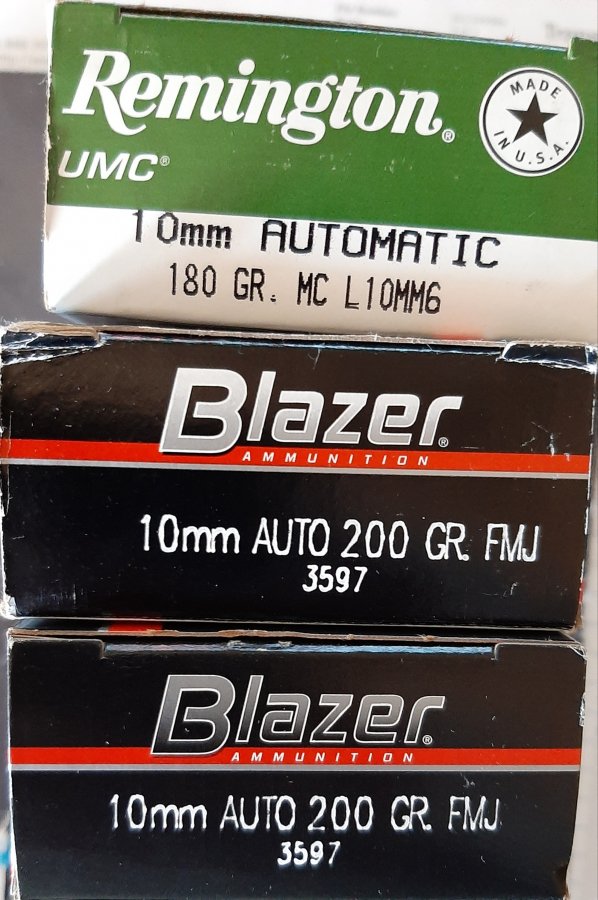 Remington®
UMC®
MADE
IN U.S.A.
10mm AUTOMATIC
180 GR. MC L10MM6
Blazer®
AMMUNITION
10mm AUTO 200 GR. FMJ
3597
Blazer®
AMMUNITION
10mm AUTO 200 GR. FMJ
3597